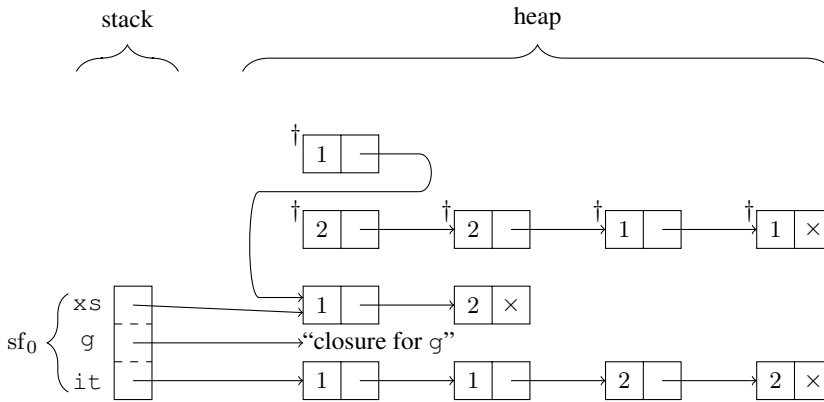 stack heap
† 1
† 2 † 2 † 1 † 1 ×
xs 1 2 ×
sf0 g “closure for g”
it 1 1 2 2 ×